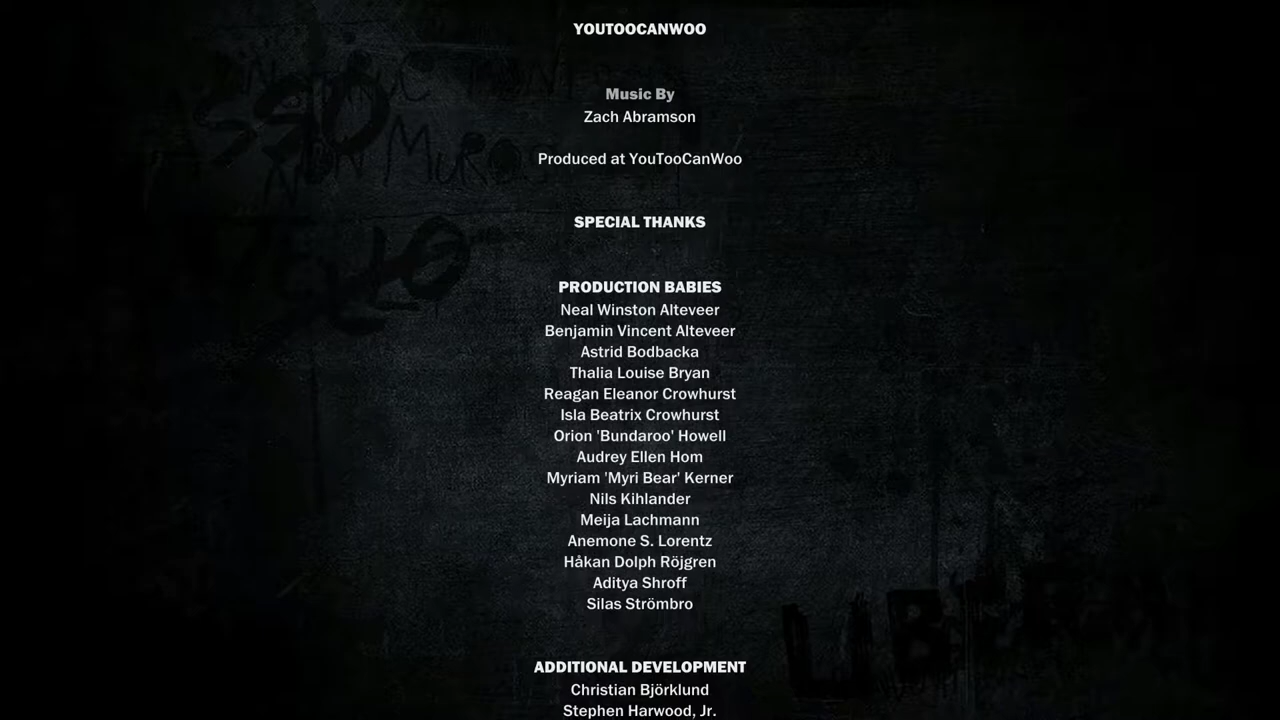 YOUTOOCANWOO
Music By
Zach Abramson
Produced at YouTooCanWoo
SPECIAL THANKS
PRODUCTION BABIES
Neal Winston Alteveer
Benjamin Vincent Alteveer
Astrid Bodbacka
Thalia Louise Bryan
Reagan Eleanor Crowhurst
Isla Beatrix Crowhurst
Orion 'Bundaroo' Howell
Audrey Ellen Hom
Myriam 'Myri Bear' Kerner
Nils Kihlander
Meija Lachmann
Anemone S. Lorentz
Håkan Dolph Röjgren
Aditya Shroff
Silas Strömbro
ADDITIONAL DEVELOPMENT
Christian Björklund
Stephen Harwood, Jr.